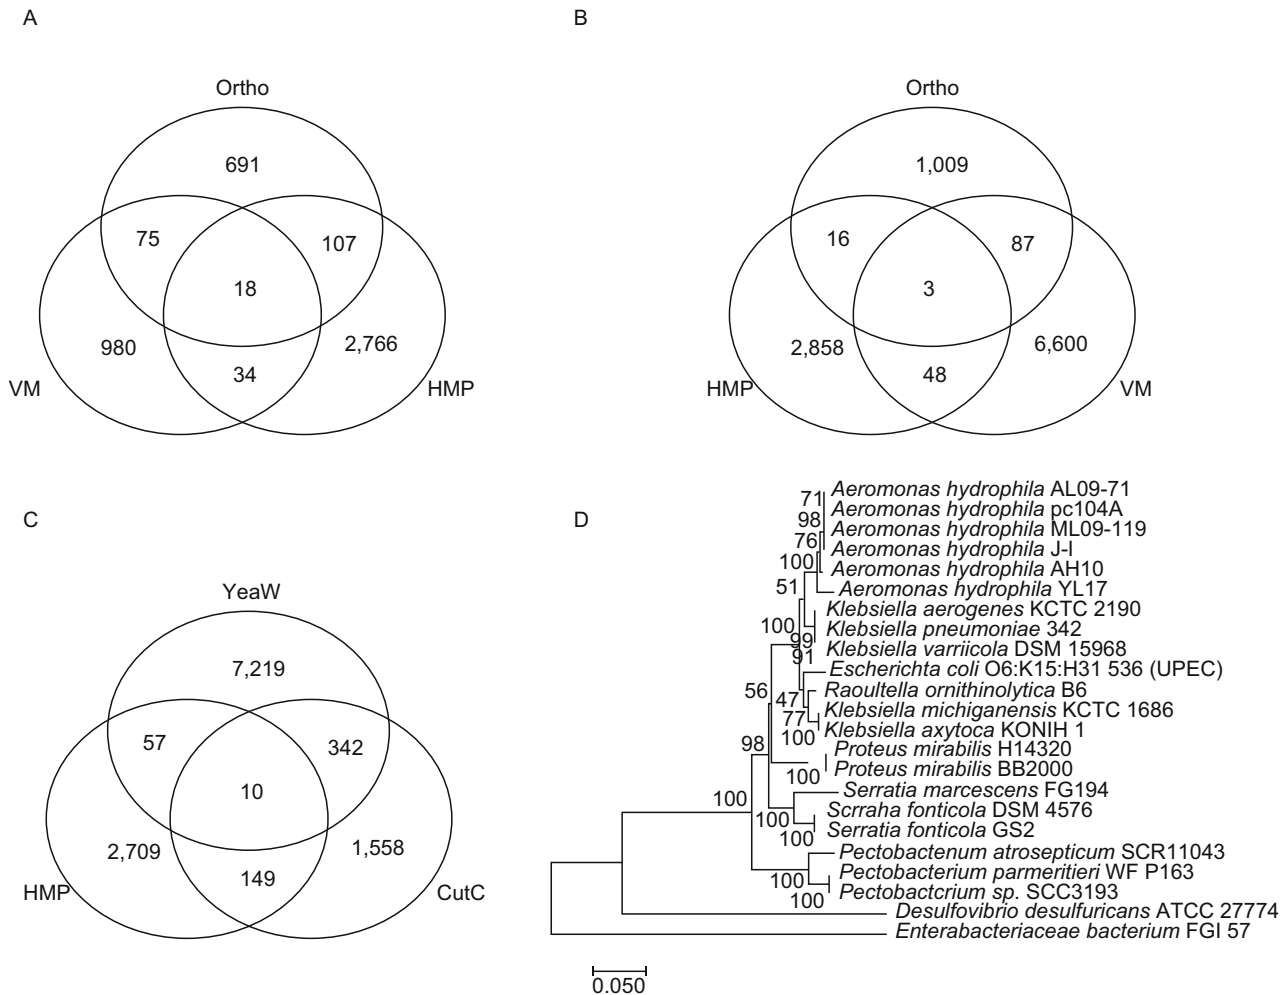 A
B
Ortho
Ortho
691
1,009
75
107
16
87
18
3
980
2,766
2,858
6,600
34
48
VM
HMP
HMP
VM
C
D
YeaW
7,219
57
342
10
2,709
1,558
149
HMP
CutC
71
Aeromonas hydrophila AL09-71
Aeromonas hydrophila pc104A
98
Aeromonas hydrophila ML09-119
76
Aeromonas hydrophila J-I
100
Aeromonas hydrophila AH10
51
Aeromonas hydrophila YL17
Klebsiella aerogenes KCTC 2190
100
Klebsiella pneumoniae 342
99
Klebsiella varriicola DSM 15968
91
Escherichta coli O6:K15:H31 536 (UPEC)
56
47
Raoultella ornithinolytica B6
77
Klebsiella michiganensis KCTC 1686
100
Klebsiella axytoca KONIH 1
98
Proteus mirabilis H14320
100
Proteus mirabilis BB2000
100
Serratia marcescens FG194
100
Scrraha fonticola DSM 4576
100
Serratia fonticola GS2
Pectobactenum atrosepticum SCR11043
100
Pectobacterium parmeritieri WF P163
100
Pectobactcrium sp. SCC3193
Desulfovibrio desulfuricans ATCC 27774
Enterabacteriaceae bacterium FGI 57
0.050